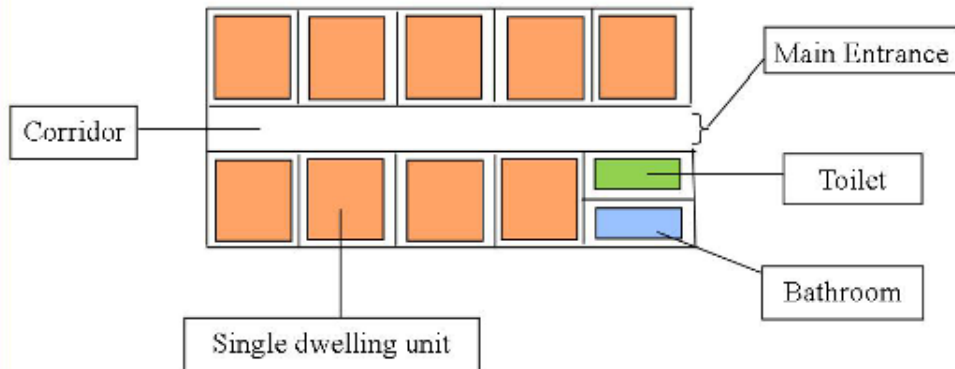 Main Entrance
Corridor
Toilet
Bathroom
Single dwelling unit